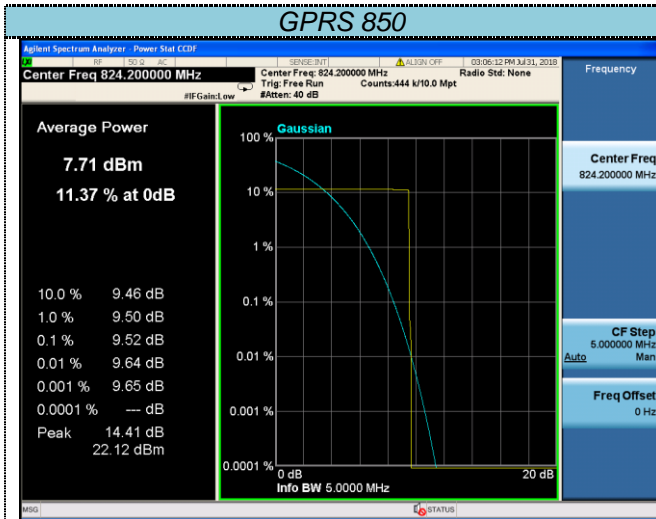 GPRS 850
Agilent Spectrum Analyzer - Power Stat CCDF
RF 50 Ω AC SENSE:INT ALIGN OFF 03:06:12 PM Jul 31, 2018
Center Freq 824.200000 MHz
Center Freq: 824.200000 MHz Radio Std: None
Trig: Free Run Counts:444 k/10.0 Mpt
#IFGain:Low #Atten: 40 dB
Frequency
Average Power
7.71 dBm
11.37 % at 0dB
10.0 % 9.46 dB
1.0 % 9.50 dB
0.1 % 9.52 dB
0.01 % 9.64 dB
0.001 % 9.65 dB
0.0001 % --- dB
Peak 14.41 dB
22.12 dBm
Gaussian
100 %
10 %
1 %
0.1 %
0.01 %
0.001 %
0.0001 %
0 dB 20 dB
Info BW 5.0000 MHz
Center Freq
824.200000 MHz
CF Step
5.000000 MHz
Auto Man
Freq Offset
0 Hz
MSG STATUS